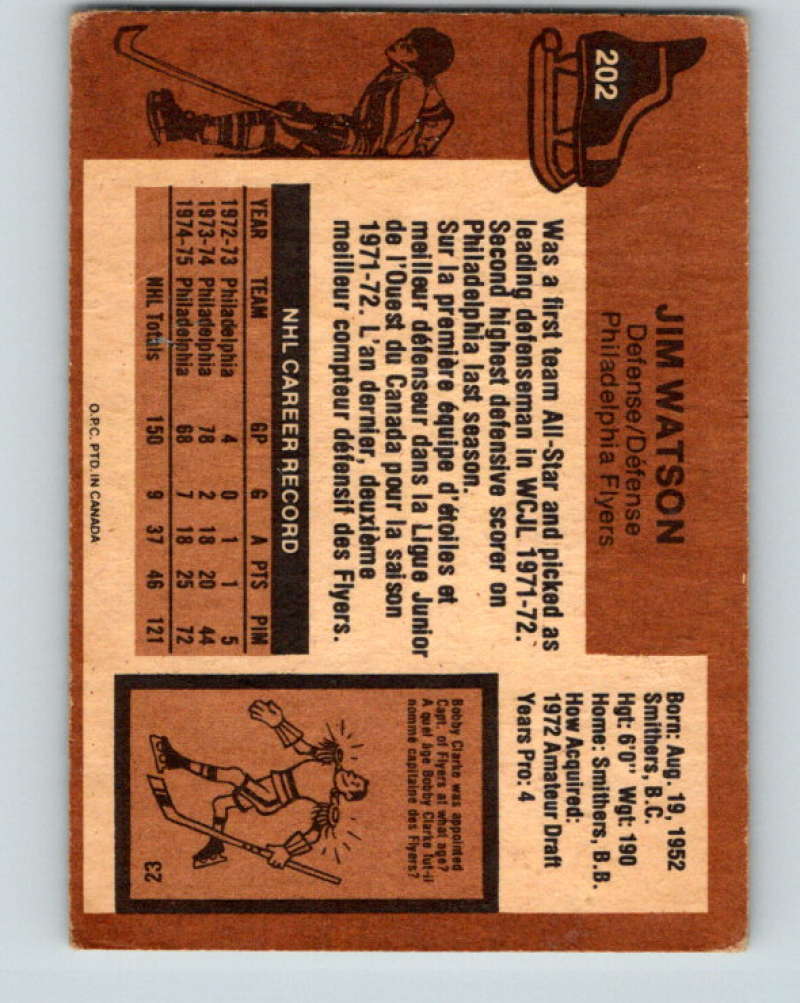 202
JIM WATSON
Defense/Défense
Philadelphia Flyers
Born: Aug. 19, 1952
Smithers, B.C.
Hgt: 6'0" Wgt: 190
Home: Smithers, B.B.
How Acquired:
1972 Amateur Draft
Years Pro: 4
Was a first team All-Star and picked as
leading defenseman in WCJL 1971-72.
Second highest defensive scorer on
Philadelphia last season.
Sur la première équipe d'étoiles et
meilleur défenseur dans la Ligue Junior
de l'Ouest du Canada pour la saison
1971-72. L'an dernier, deuxième
meilleur compteur défensif des Flyers.
NHL CAREER RECORD
YEAR TEAM GP G A PTS PIM
1972-73 Philadelphia 4 0 1 1 5
1973-74 Philadelphia 78 2 18 20 44
1974-75 Philadelphia 68 7 18 25 72
NHL Totals 150 9 37 46 121
Bobby Clarke was appointed
Capt. of Flyers at what age?
A quel âge Bobby Clarke fut-il
nommé capitaine des Flyers?
23
O.P.C. PTD. IN CANADA